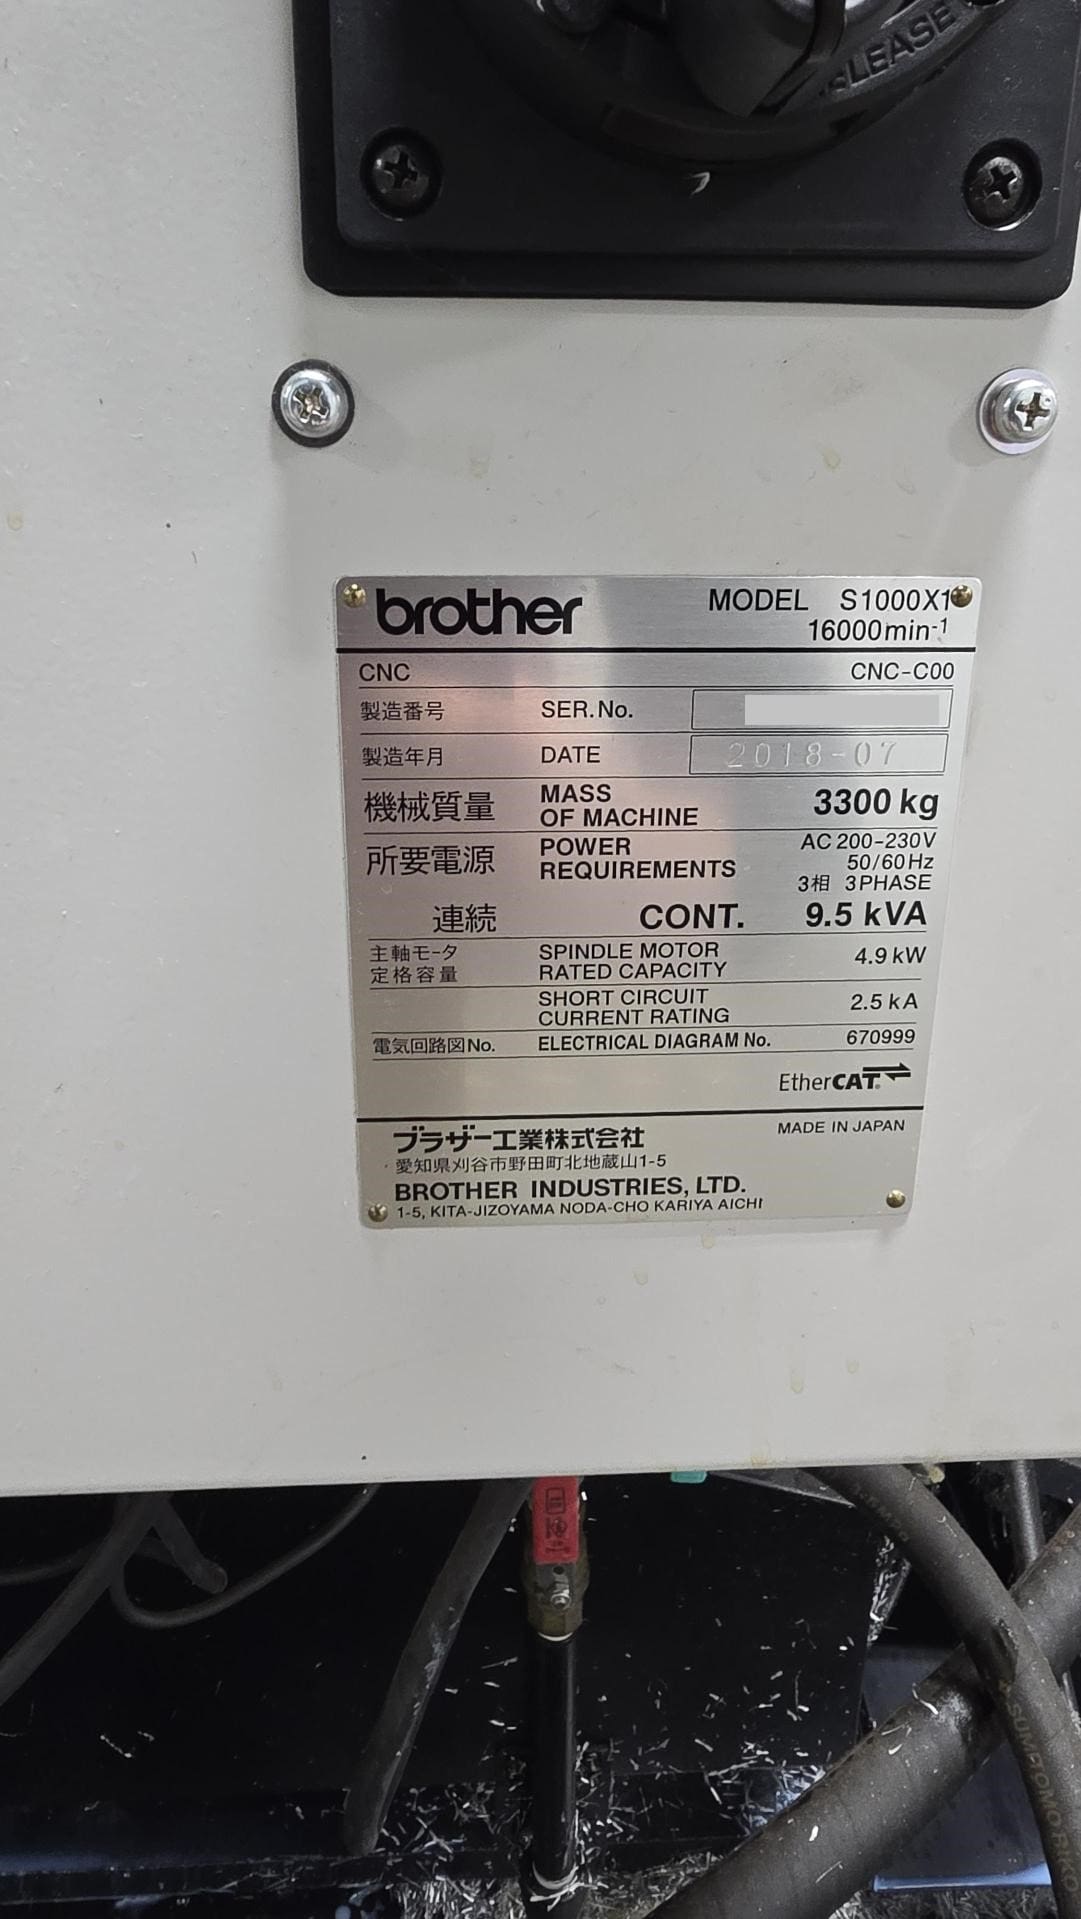 RELEASE
brother
MODEL S1000X1
16000min-1
CNC CNC-C00
製造番号 SER.No.
製造年月 DATE 2018-07
機械質量 MASS OF MACHINE 3300 kg
所要電源 POWER REQUIREMENTS AC 200-230V
50/60Hz
3相 3PHASE
連続 CONT. 9.5 kVA
主軸モータ SPINDLE MOTOR 4.9 kW
定格容量 RATED CAPACITY
SHORT CIRCUIT 2.5 kA
CURRENT RATING
電気回路図No. ELECTRICAL DIAGRAM No. 670999
EtherCAT
ブラザー工業株式会社 MADE IN JAPAN
愛知県刈谷市野田町北地蔵山1-5
BROTHER INDUSTRIES, LTD.
1-5, KITA-JIZOYAMA NODA-CHO KARIYA AICHI
SUMITOMO RIKO